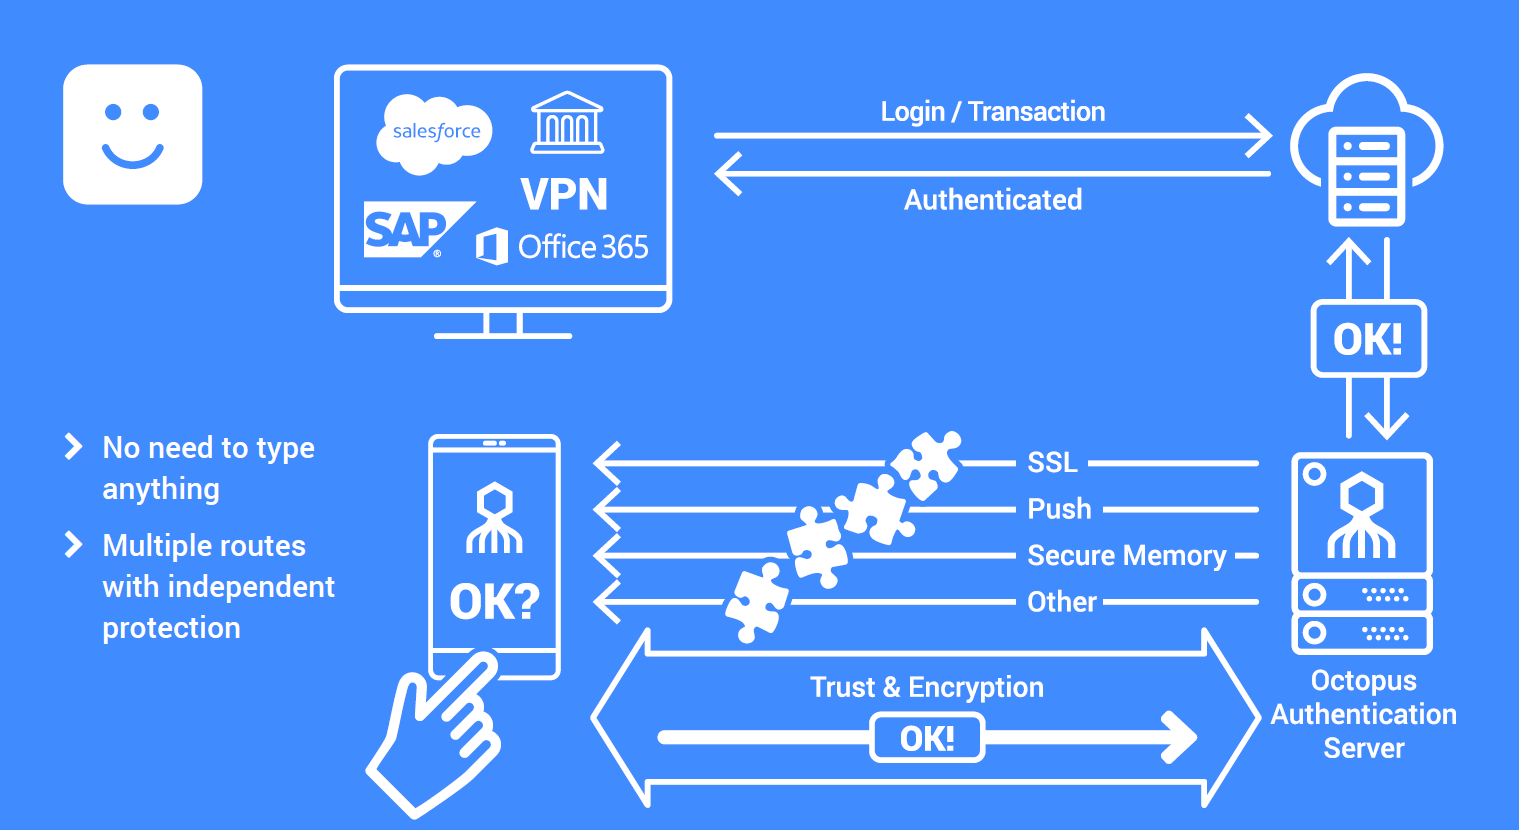 salesforce
VPN
SAP
®
Office 365
Login / Transaction
Authenticated
OK!
No need to type
anything
Multiple routes
with independent
protection
OK?
SSL
Push
Secure Memory
Other
Trust & Encryption
OK!
Octopus
Authentication
Server